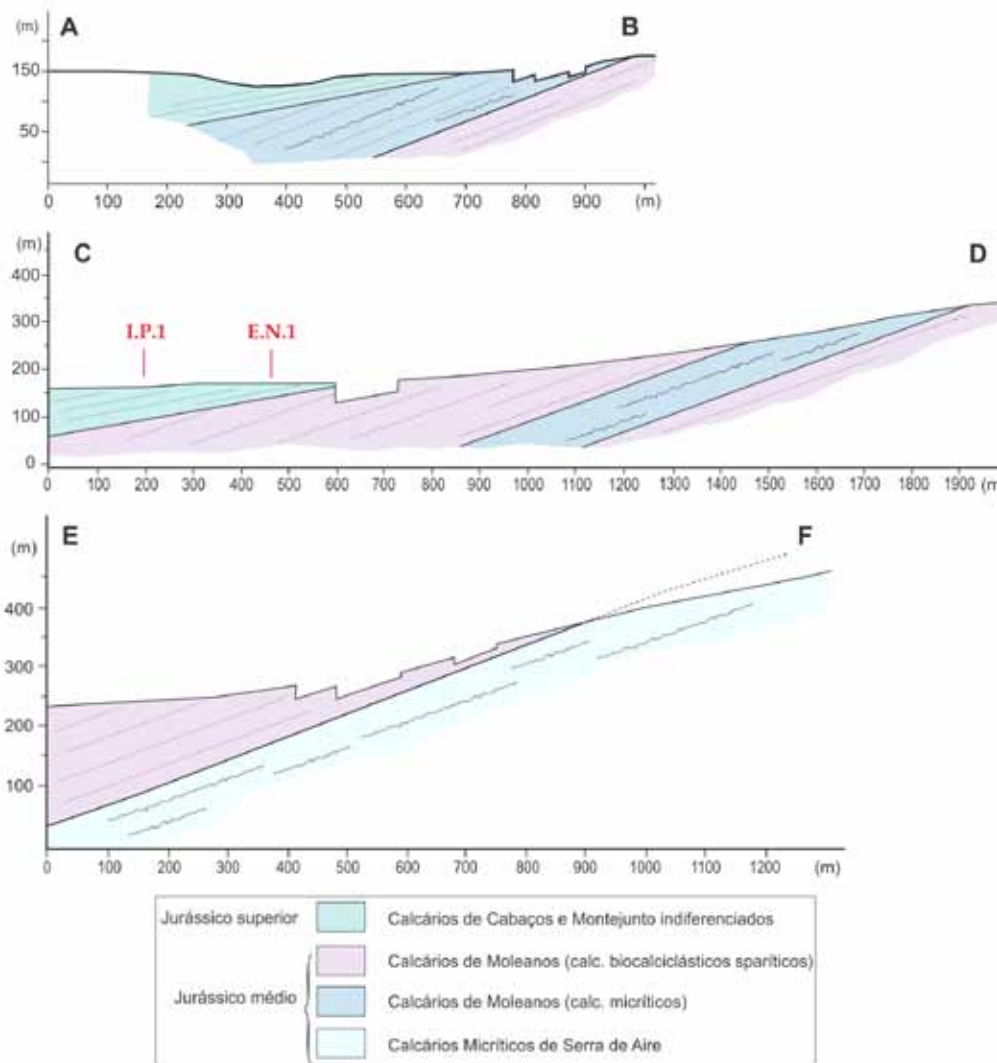 (m)
A
B
150
50
0
100
200
300
400
500
600
700
800
900
(m)
(m)
C
D
400
300
200
100
0
I.P.1
E.N.1
0
100
200
300
400
500
600
700
800
900
1000
1100
1200
1300
1400
1500
1600
1700
1800
1900
(m
E
F
(m)
400
300
200
100
0
100
200
300
400
500
600
700
800
900
1000
1100
1200
(m)
Jurássico superior
Calcários de Cabaços e Montejunto indiferenciados
Calcários de Moleanos (calc. biocalciclásticos sparíticos)
Jurássico médio
Calcários de Moleanos (calc. micríticos)
Calcários Micríticos de Serra de Aire